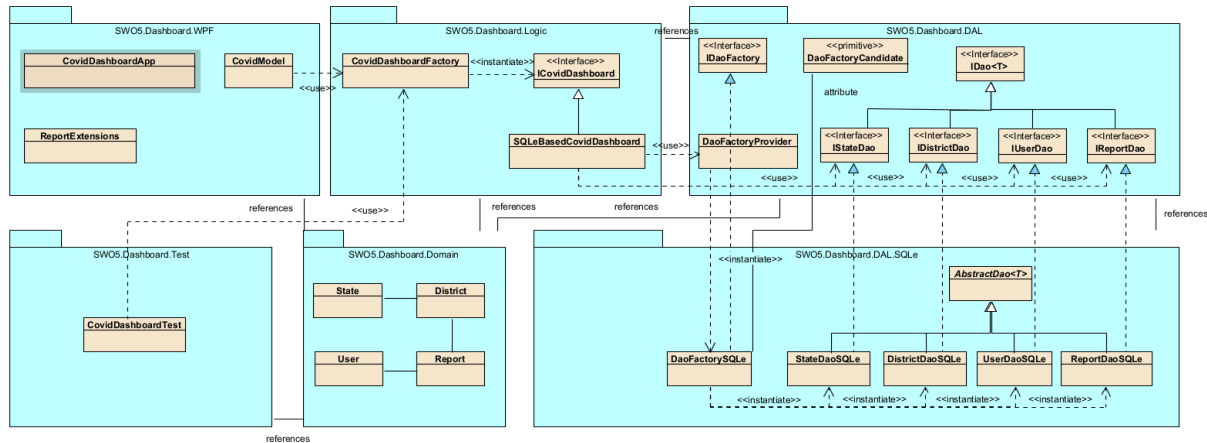 SWO5.Dashboard.WPF
CovidDashboardApp
CovidModel
ReportExtensions
<<use>>
SWO5.Dashboard.Logic
CovidDashboardFactory
<<instantiate>>
<<Interface>>
ICovidDashboard
SQLeBasedCovidDashboard
<<use>>
references
SWO5.Dashboard.DAL
<<Interface>>
IDaoFactory
<<primitive>>
DaoFactoryCandidate
attribute
<<Interface>>
IDao<T>
DaoFactoryProvider
<<Interface>>
IStateDao
<<Interface>>
IDistrictDao
<<Interface>>
IUserDao
<<Interface>>
IReportDao
<<use>>
<<use>>
<<use>>
<<use>>
references
<<use>>
references
references
references
SWO5.Dashboard.Test
CovidDashboardTest
SWO5.Dashboard.Domain
State
District
User
Report
references
SWO5.Dashboard.DAL.SQLe
<<instantiate>>
AbstractDao<T>
DaoFactorySQLe
StateDaoSQLe
DistrictDaoSQLe
UserDaoSQLe
ReportDaoSQLe
<<instantiate>>
<<instantiate>>
<<instantiate>>
<<instantiate>>